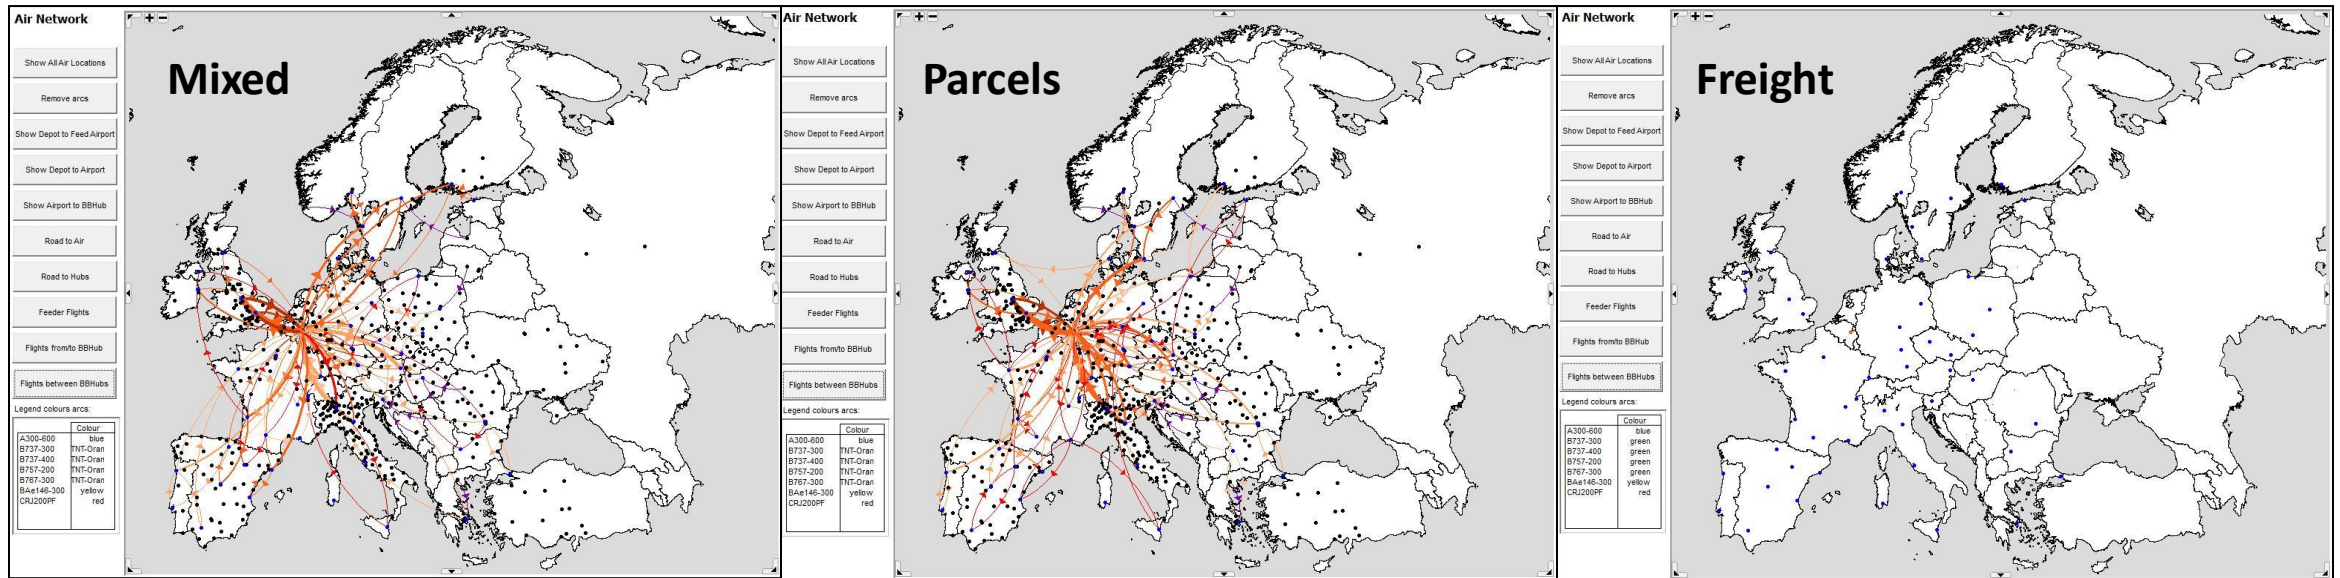 Air Network
Mixed
Show All Air Locations
Remove arcs
Show Depot to Feed Airport
Show Depot to Airport
Show Airport to BBHub
Road to Air
Road to Hubs
Feeder Flights
Flights from/to BBHub
Flights between BBHubs
Legend colours arcs:
Colour
A300-600 blue
B737-300 TNT-Oran
B737-400 TNT-Oran
B757-200 TNT-Oran
B767-300 TNT-Oran
BAe146-300 yellow
CRJ200PF red
Air Network
Parcels
Show All Air Locations
Remove arcs
Show Depot to Feed Airport
Show Depot to Airport
Show Airport to BBHub
Road to Air
Road to Hubs
Feeder Flights
Flights from/to BBHub
Flights between BBHubs
Legend colours arcs:
Colour
A300-600 blue
B737-300 TNT-Oran
B737-400 TNT-Oran
B757-200 TNT-Oran
B767-300 TNT-Oran
BAe146-300 yellow
CRJ200PF red
Air Network
Freight
Show All Air Locations
Remove arcs
Show Depot to Feed Airport
Show Depot to Airport
Show Airport to BBHub
Road to Air
Road to Hubs
Feeder Flights
Flights from/to BBHub
Flights between BBHubs
Legend colours arcs:
Colour
A300-600 blue
B737-300 green
B737-400 green
B757-200 green
B767-300 green
BAe146-300 yellow
CRJ200PF red